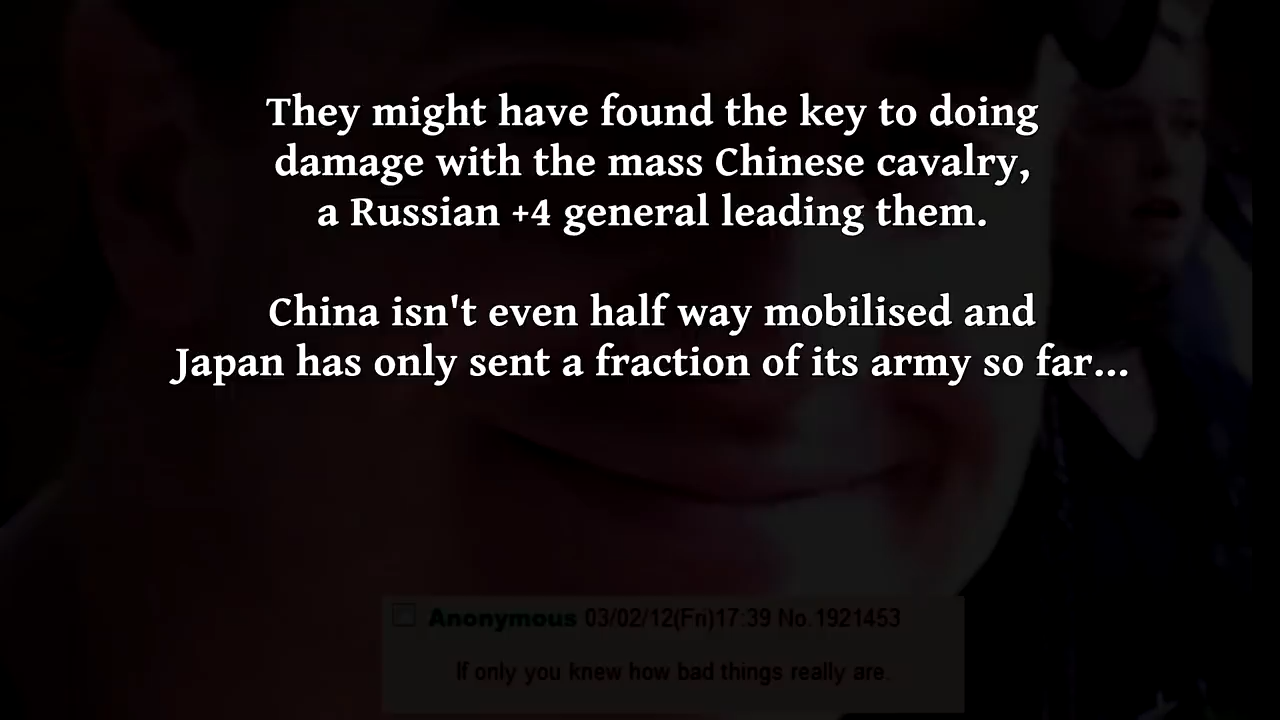 They might have found the key to doing
damage with the mass Chinese cavalry,
a Russian +4 general leading them.
China isn't even half way mobilised and
Japan has only sent a fraction of its army so far...
Anonymous 03/02/12(Fri)17:39 No.1921453
If only you knew how bad things really are.